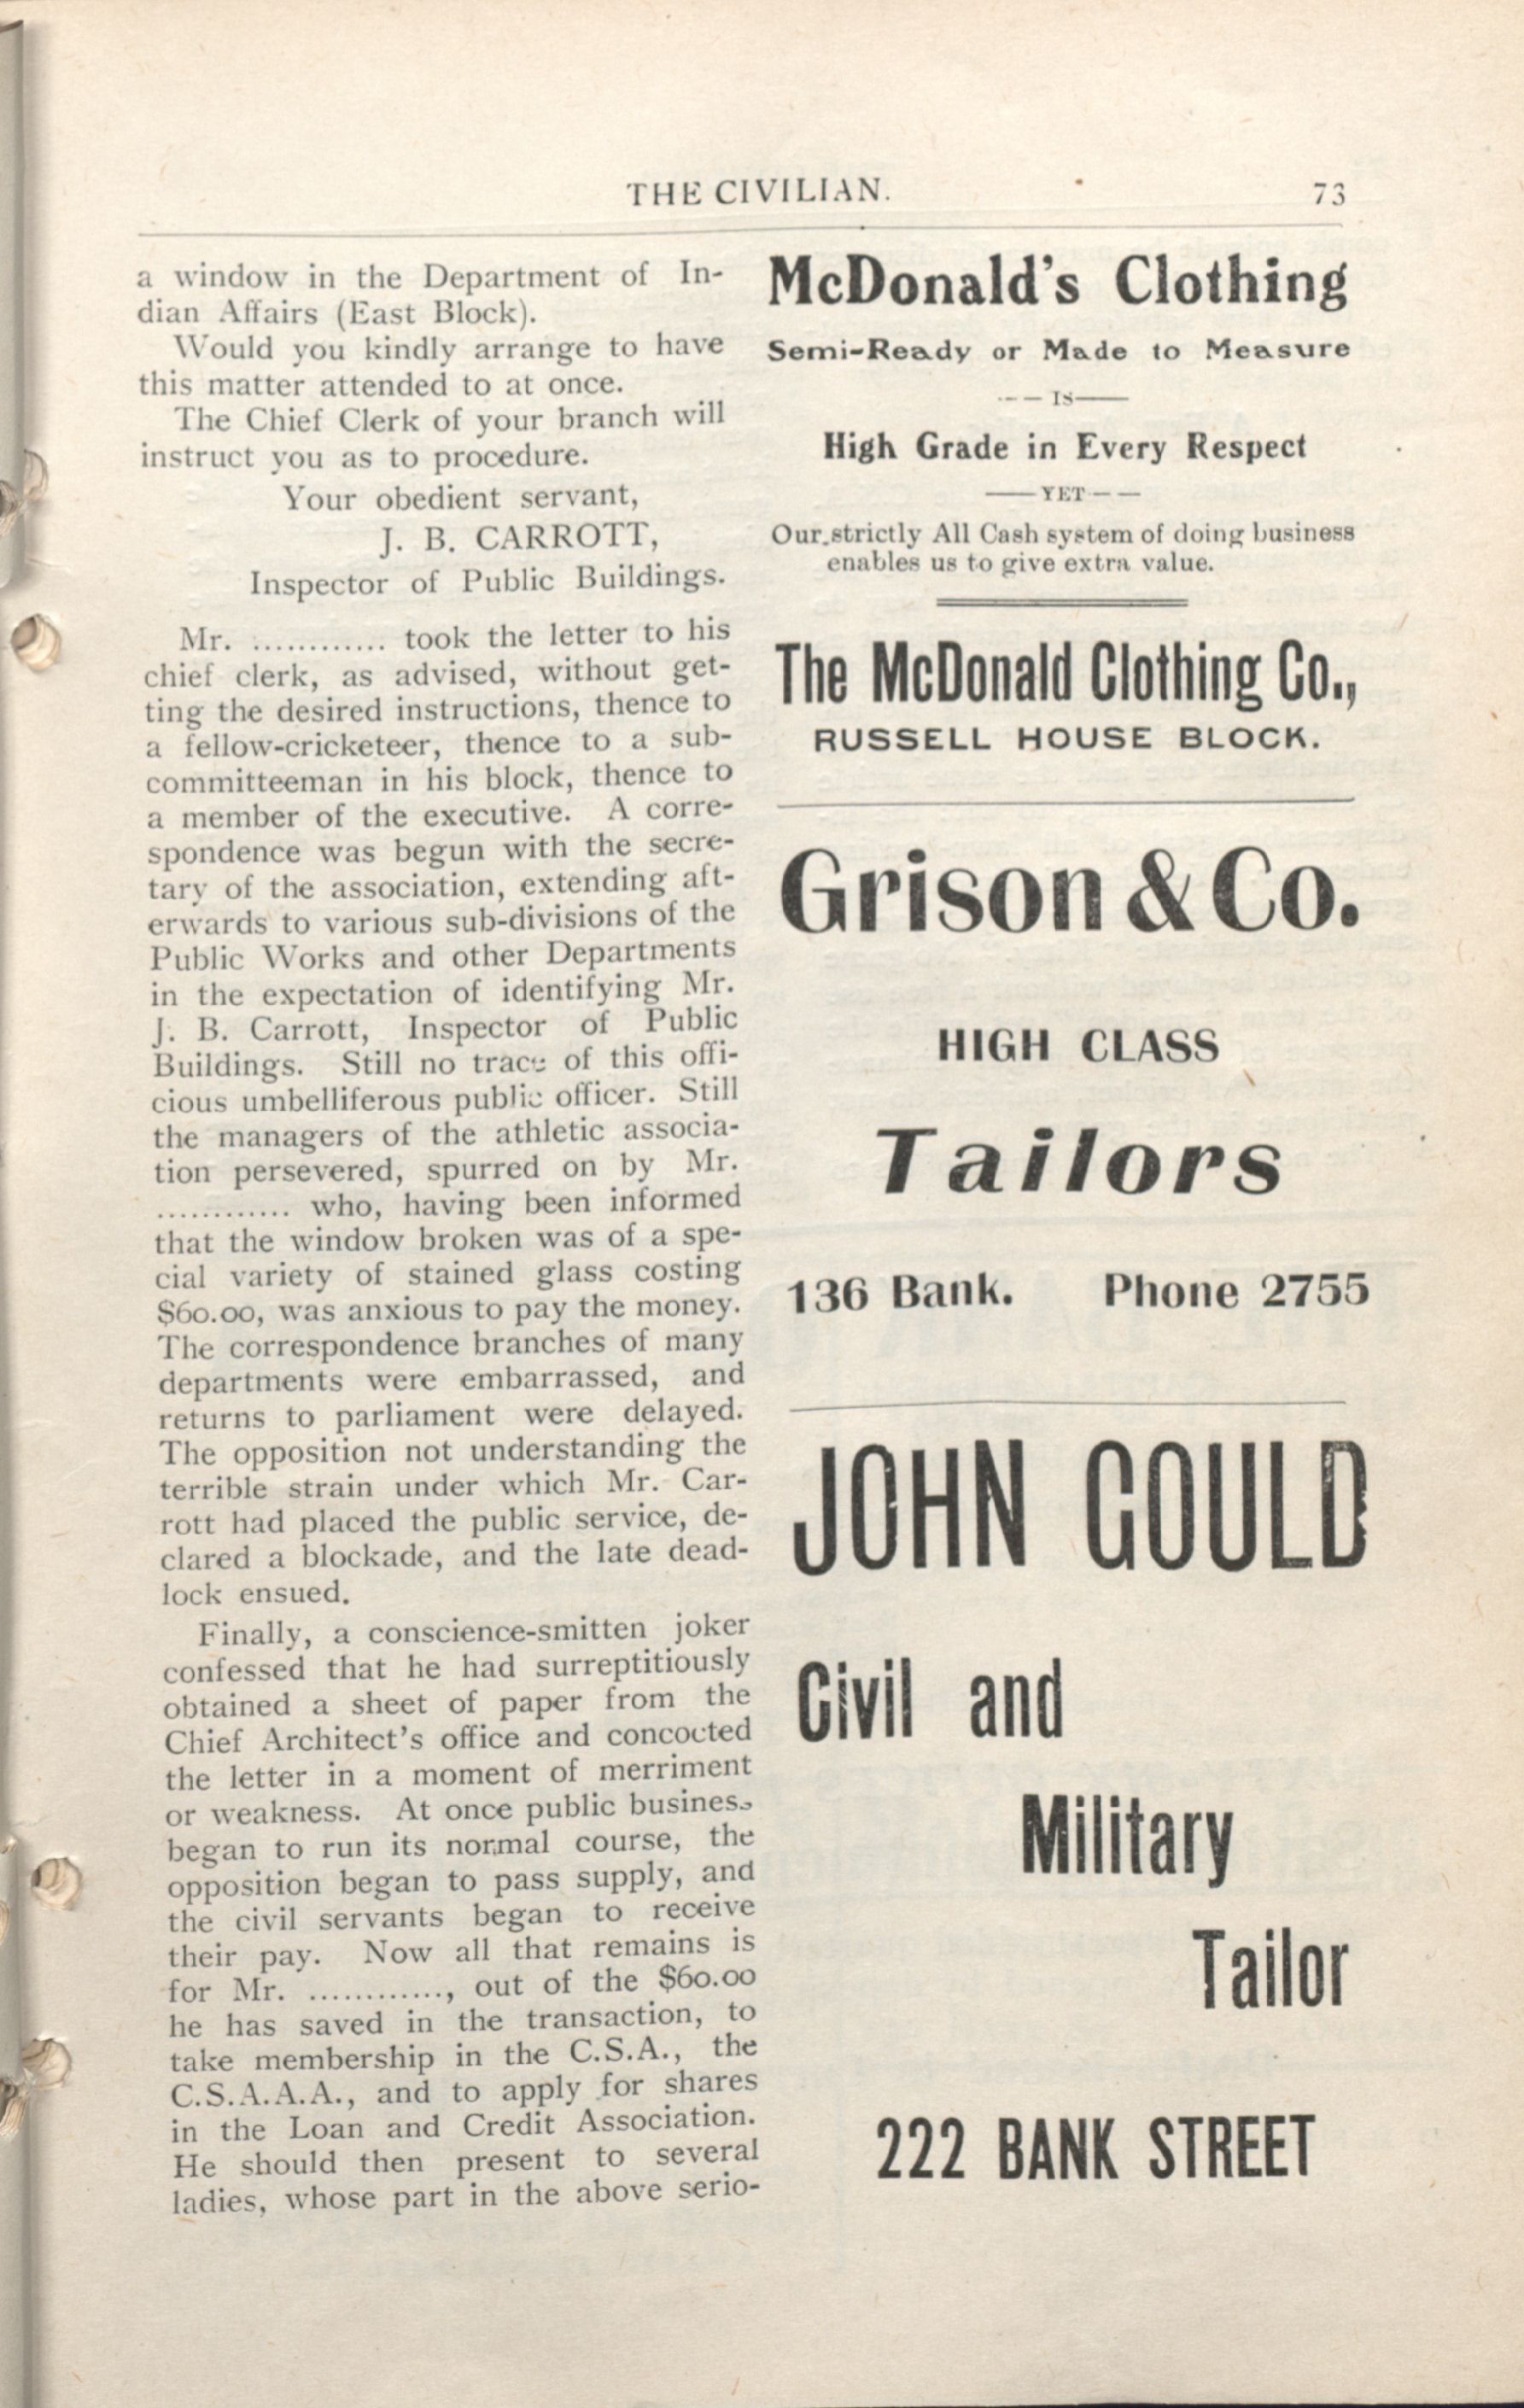 THE CIVILIAN.
73
a window in the Department of In-
dian Affairs (East Block).
Would you kindly arrange to have
this matter attended to at once.
The Chief Clerk of your branch will
instruct you as to procedure.
Your obedient servant,
J. B. CARROTT,
Inspector of Public Buildings.
Mr. ............ took the letter to his
chief clerk, as advised, without get-
ting the desired instructions, thence to
a fellow-cricketeer, thence to a sub-
committeeman in his block, thence to
a member of the executive. A corre-
spondence was begun with the secre-
tary of the association, extending aft-
erwards to various sub-divisions of the
Public Works and other Departments
in the expectation of identifying Mr.
J. B. Carrott, Inspector of Public
Buildings. Still no trace of this offi-
cious umbelliferous public officer. Still
the managers of the athletic associa-
tion persevered, spurred on by Mr.
............ who, having been informed
that the window broken was of a spe-
cial variety of stained glass costing
$60.00, was anxious to pay the money.
The correspondence branches of many
departments were embarrassed, and
returns to parliament were delayed.
The opposition not understanding the
terrible strain under which Mr. Car-
rott had placed the public service, de-
clared a blockade, and the late dead-
lock ensued.
Finally, a conscience-smitten joker
confessed that he had surreptitiously
obtained a sheet of paper from the
Chief Architect's office and concocted
the letter in a moment of merriment
or weakness. At once public business
began to run its normal course, the
opposition began to pass supply, and
the civil servants began to receive
their pay. Now all that remains is
for Mr. ............, out of the $60.00
he has saved in the transaction, to
take membership in the C.S.A., the
C.S.A.A.A., and to apply for shares
in the Loan and Credit Association.
He should then present to several
ladies, whose part in the above serio-
McDonald's Clothing
Semi-Ready or Made to Measure
—— IS——
High Grade in Every Respect
——YET——
Our strictly All Cash system of doing business
enables us to give extra value.
The McDonald Clothing Co.,
RUSSELL HOUSE BLOCK.
Grison & Co.
HIGH CLASS
Tailors
136 Bank. Phone 2755
JOHN GOULD
Civil and
Military
Tailor
222 BANK STREET